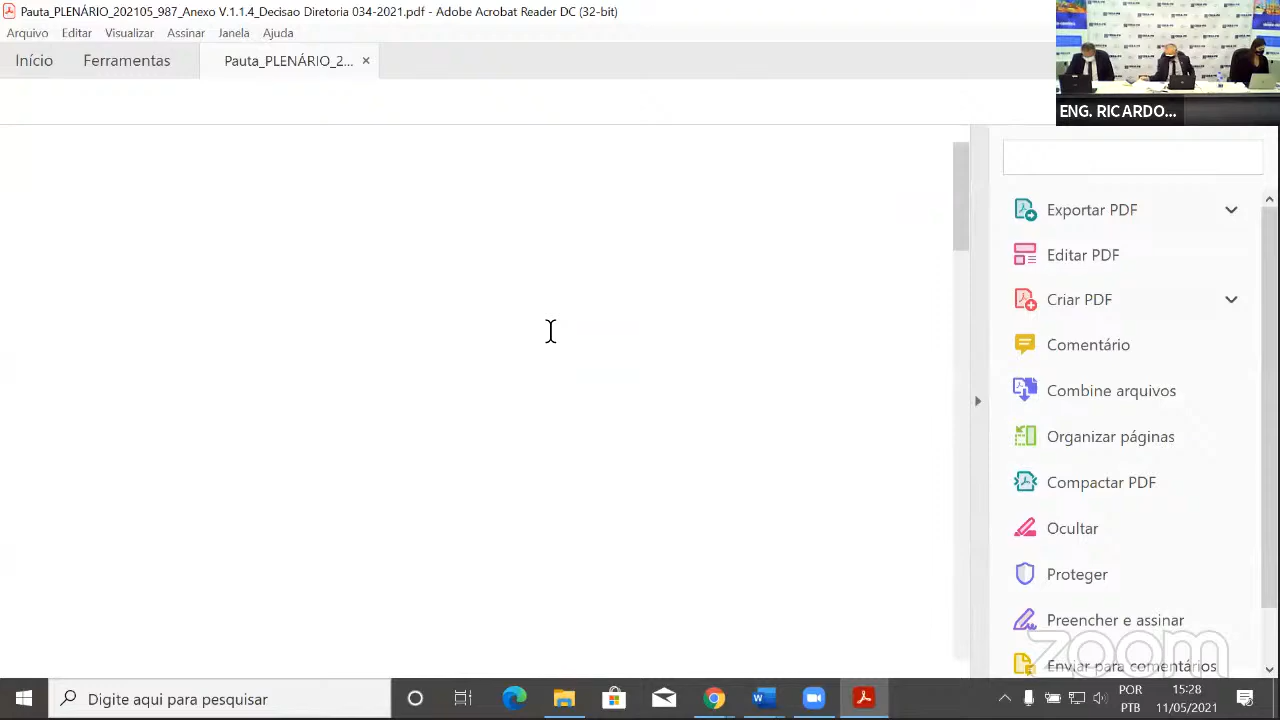 Pauta_PLENÁRIO_202105_987_Anexo V 1.1.4_Decisao Diretoria 034-2021.pdf - Adobe Acrobat Reader DC (32-bit)
Arquivo Editar Visualizar Assinar Janela Ajuda
Início Ferramentas Pauta_PLENÁRIO_2... ×
ENG. RICARDO...
Exportar PDF
Editar PDF
Criar PDF
Comentário
Combine arquivos
Organizar páginas
Compactar PDF
Ocultar
Proteger
Preencher e assinar
Enviar para comentários
zoom
Digite aqui para pesquisar
POR
PTB
15:28
11/05/2021